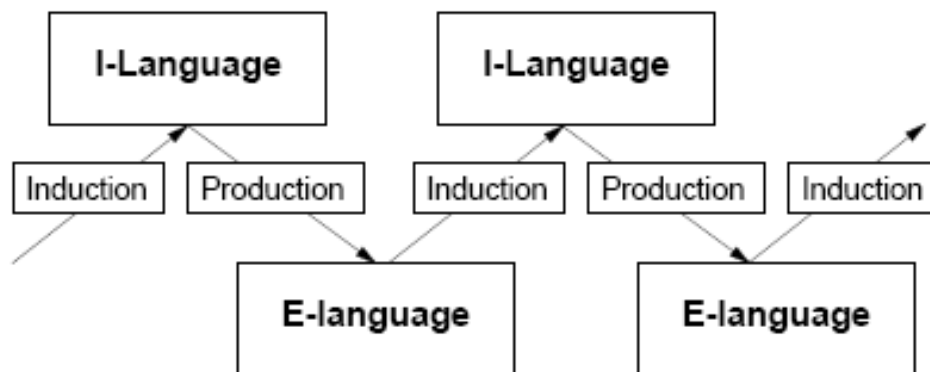 I-Language
I-Language
Induction
Production
Induction
Production
Induction
E-language
E-language